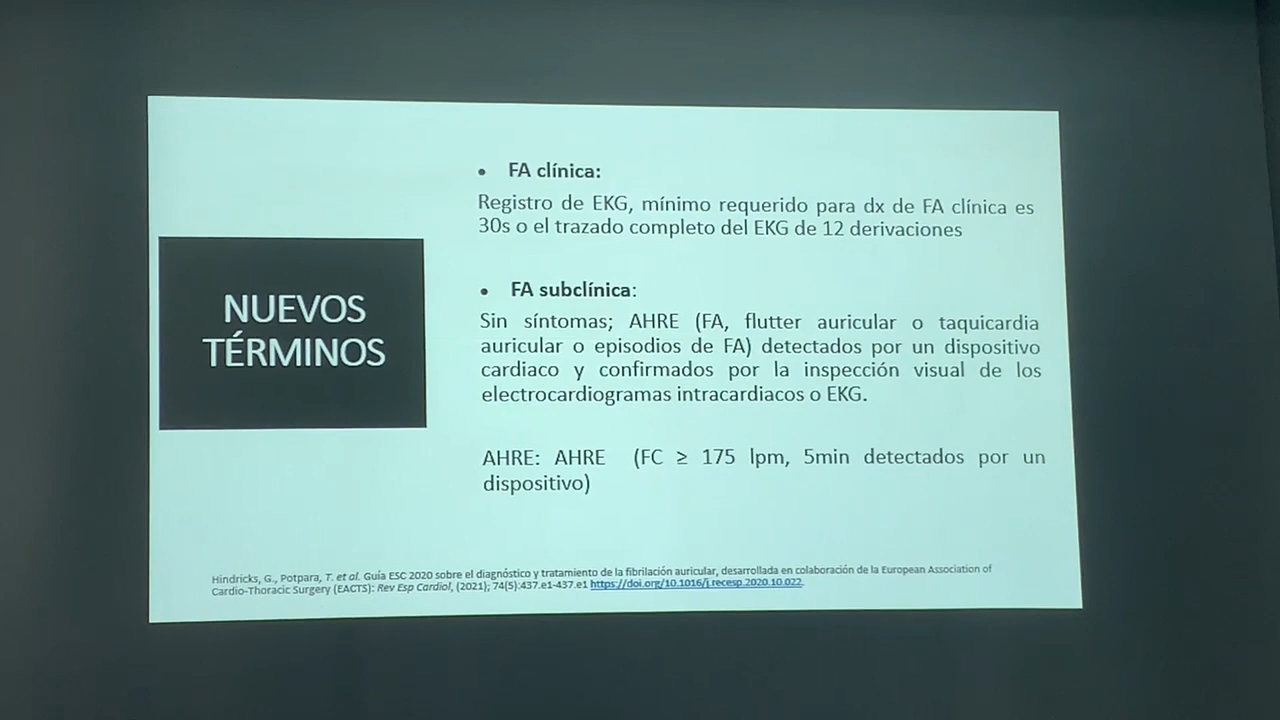 NUEVOS
TÉRMINOS
• FA clínica:
Registro de EKG, mínimo requerido para dx de FA clínica es
30s o el trazado completo del EKG de 12 derivaciones
• FA subclínica:
Sin síntomas; AHRE (FA, flutter auricular o taquicardia
auricular o episodios de FA) detectados por un dispositivo
cardiaco y confirmados por la inspección visual de los
electrocardiogramas intracardiacos o EKG.
AHRE: AHRE (FC ≥ 175 lpm, 5min detectados por un
dispositivo)
Hindricks, G., Potpara, T. et al. Guía ESC 2020 sobre el diagnóstico y tratamiento de la fibrilación auricular, desarrollada en colaboración de la European Association of
Cardio-Thoracic Surgery (EACTS): Rev Esp Cardiol, (2021); 74(5):437.e1-437.e1 https://doi.org/10.1016/j.recesp.2020.10.022.